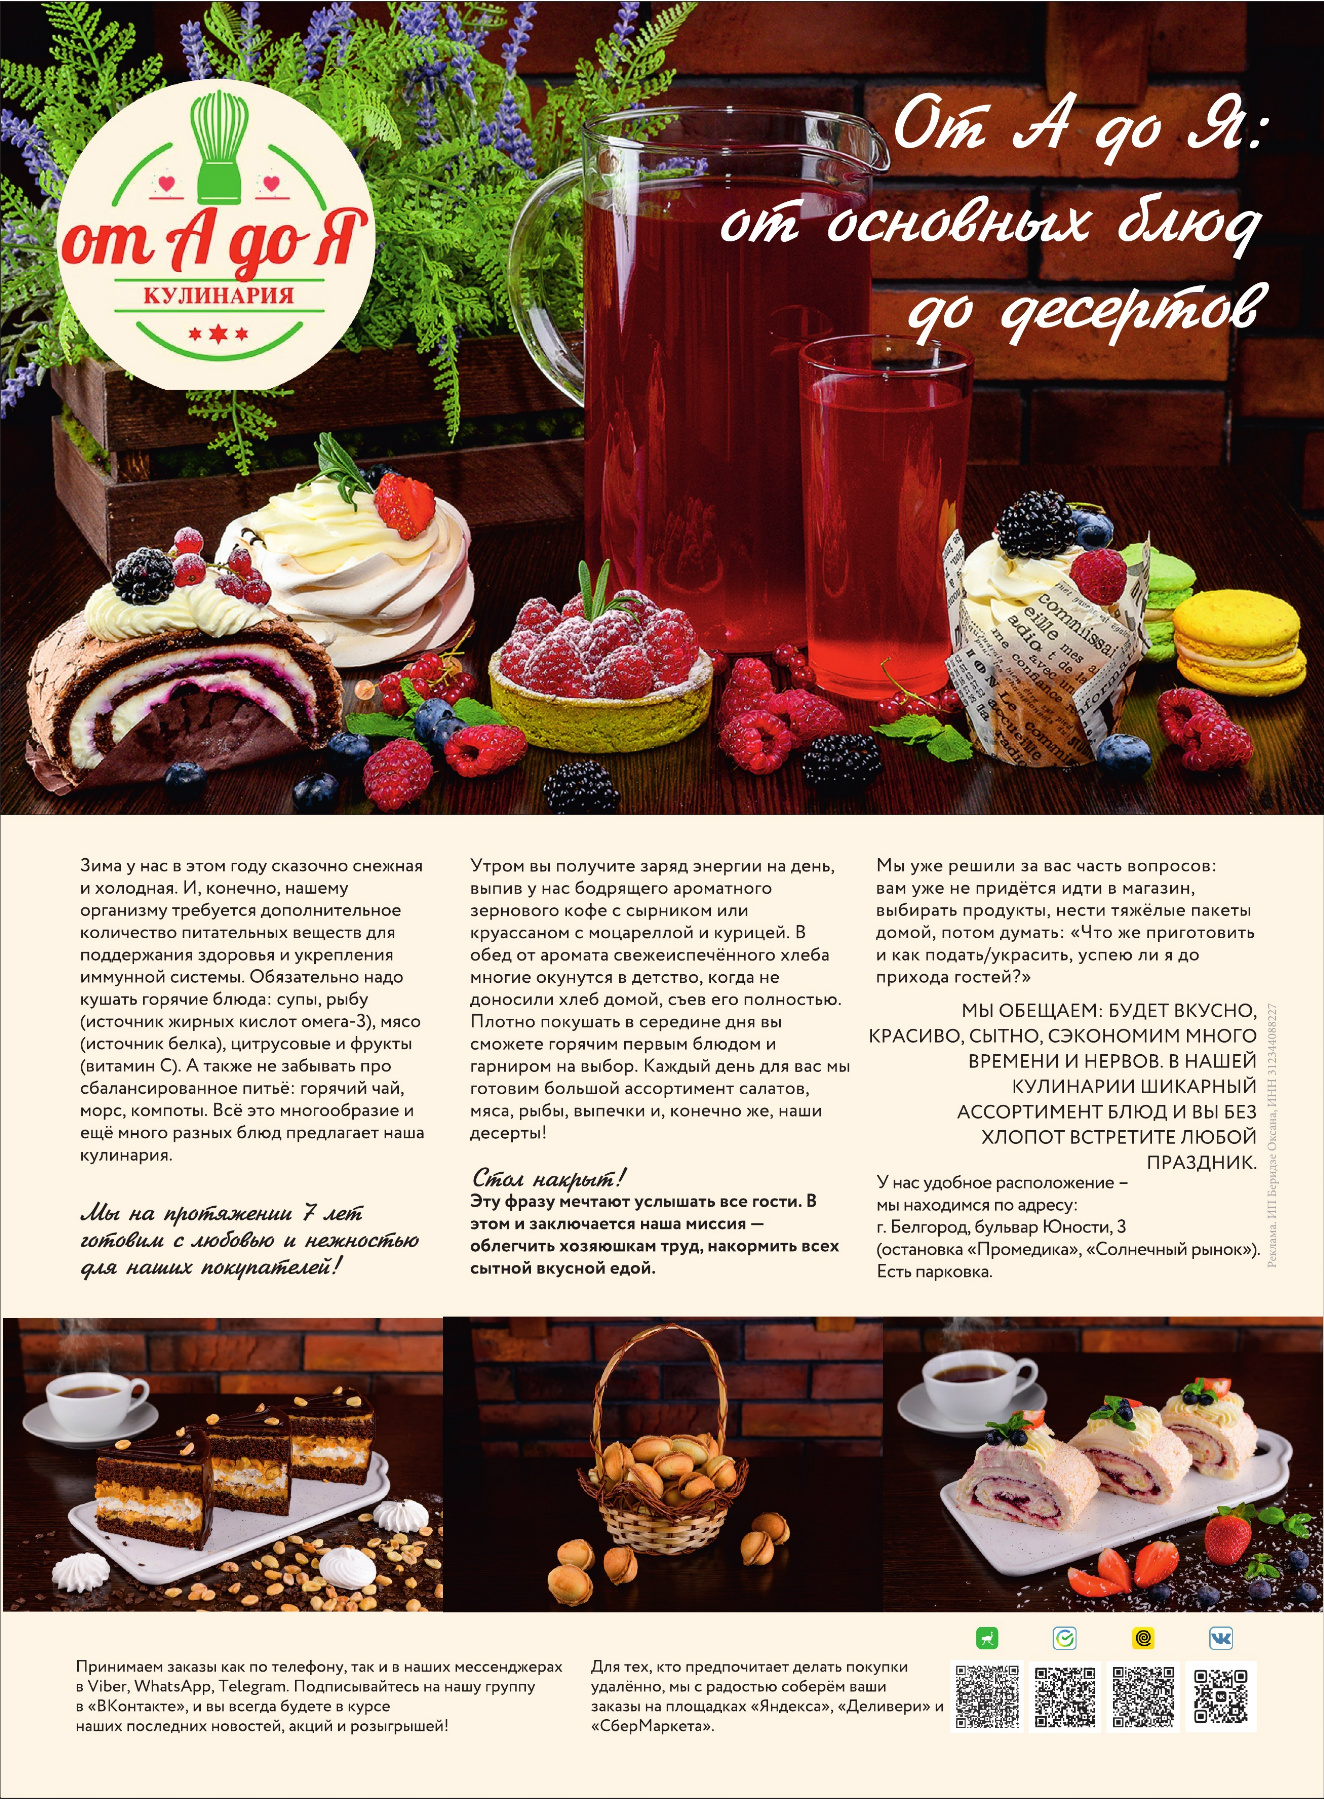 от А до Я
КУЛИНАРИЯ
От А до Я:
от основных блюд
до десертов
Зима у нас в этом году сказочно снежная
и холодная. И, конечно, нашему
организму требуется дополнительное
количество питательных веществ для
поддержания здоровья и укрепления
иммунной системы. Обязательно надо
кушать горячие блюда: супы, рыбу
(источник жирных кислот омега-3), мясо
(источник белка), цитрусовые и фрукты
(витамин С). А также не забывать про
сбалансированное питьё: горячий чай,
морс, компоты. Всё это многообразие и
ещё много разных блюд предлагает наша
кулинария.
Мы на протяжении 7 лет
готовим с любовью и нежностью
для наших покупателей!
Утром вы получите заряд энергии на день,
выпив у нас бодрящего ароматного
зернового кофе с сырником или
круассаном с моцареллой и курицей. В
обед от аромата свежеиспечённого хлеба
многие окунутся в детство, когда не
доносили хлеб домой, съев его полностью.
Плотно покушать в середине дня вы
сможете горячим первым блюдом и
гарниром на выбор. Каждый день для вас мы
готовим большой ассортимент салатов,
мяса, рыбы, выпечки и, конечно же, наши
десерты!
Стол накрыт!
Эту фразу мечтают услышать все гости. В
этом и заключается наша миссия —
облегчить хозяюшкам труд, накормить всех
сытной вкусной едой.
Мы уже решили за вас часть вопросов:
вам уже не придётся идти в магазин,
выбирать продукты, нести тяжёлые пакеты
домой, потом думать: «Что же приготовить
и как подать/украсить, успею ли я до
прихода гостей?»
МЫ ОБЕЩАЕМ: БУДЕТ ВКУСНО,
КРАСИВО, СЫТНО, СЭКОНОМИМ МНОГО
ВРЕМЕНИ И НЕРВОВ. В НАШЕЙ
КУЛИНАРИИ ШИКАРНЫЙ
АССОРТИМЕНТ БЛЮД И ВЫ БЕЗ
ХЛОПОТ ВСТРЕТИТЕ ЛЮБОЙ
ПРАЗДНИК.
У нас удобное расположение –
мы находимся по адресу:
г. Белгород, бульвар Юности, 3
(остановка «Промедика», «Солнечный рынок»).
Есть парковка.
Реклама. ИП Беридзе Оксана, ИНН 312344088227
Принимаем заказы как по телефону, так и в наших мессенджерах
в Viber, WhatsApp, Telegram. Подписывайтесь на нашу группу
в «ВКонтакте», и вы всегда будете в курсе
наших последних новостей, акций и розыгрышей!
Для тех, кто предпочитает делать покупки
удалённо, мы с радостью соберём ваши
заказы на площадках «Яндекса», «Деливери» и
«СберМаркета».